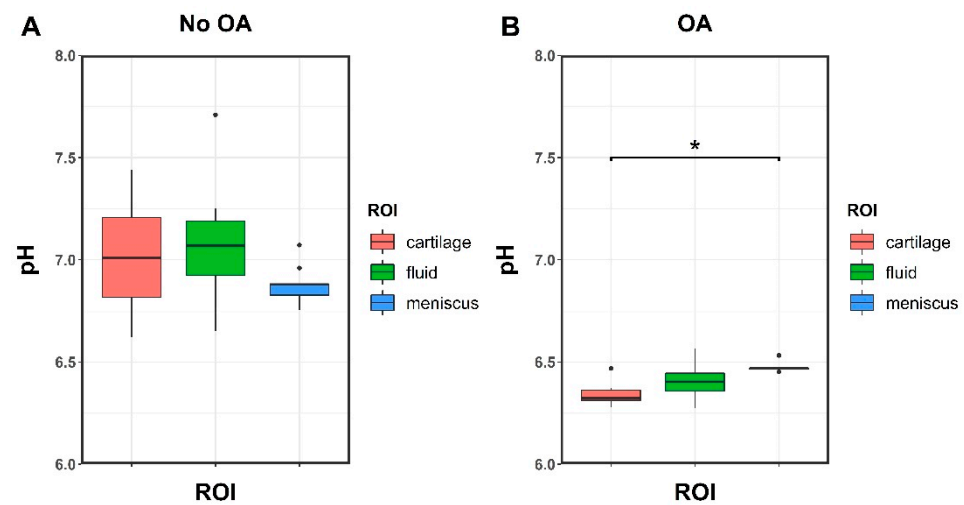 A
No OA
8.0
7.5
7.0
6.5
6.0
pH
ROI
ROI
cartilage
fluid
meniscus
B
OA
8.0
7.5
7.0
6.5
6.0
pH
*
ROI
ROI
cartilage
fluid
meniscus